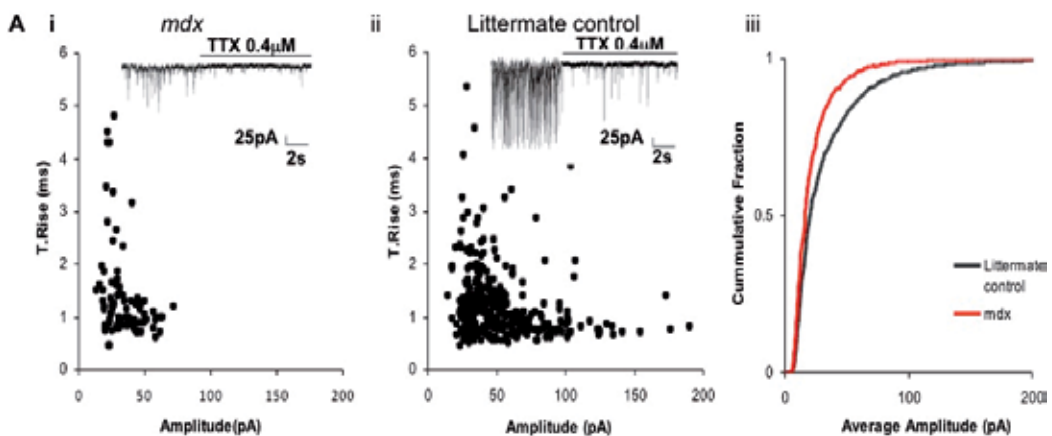 A i mdx
TTX 0.4µM
25pA
2s
T.Rise (ms)
6
5
4
3
2
1
0
0 50 100 150 200
Amplitude(pA)
ii Littermate control
TTX 0.4µM
25pA
2s
T.Rise (ms)
6
5
4
3
2
1
0
0 50 100 150 200
Amplitude (pA)
iii
Cummulative Fraction
1
0.5
0
Littermate
control
mdx
0 100 200
Average Amplitude (pA)